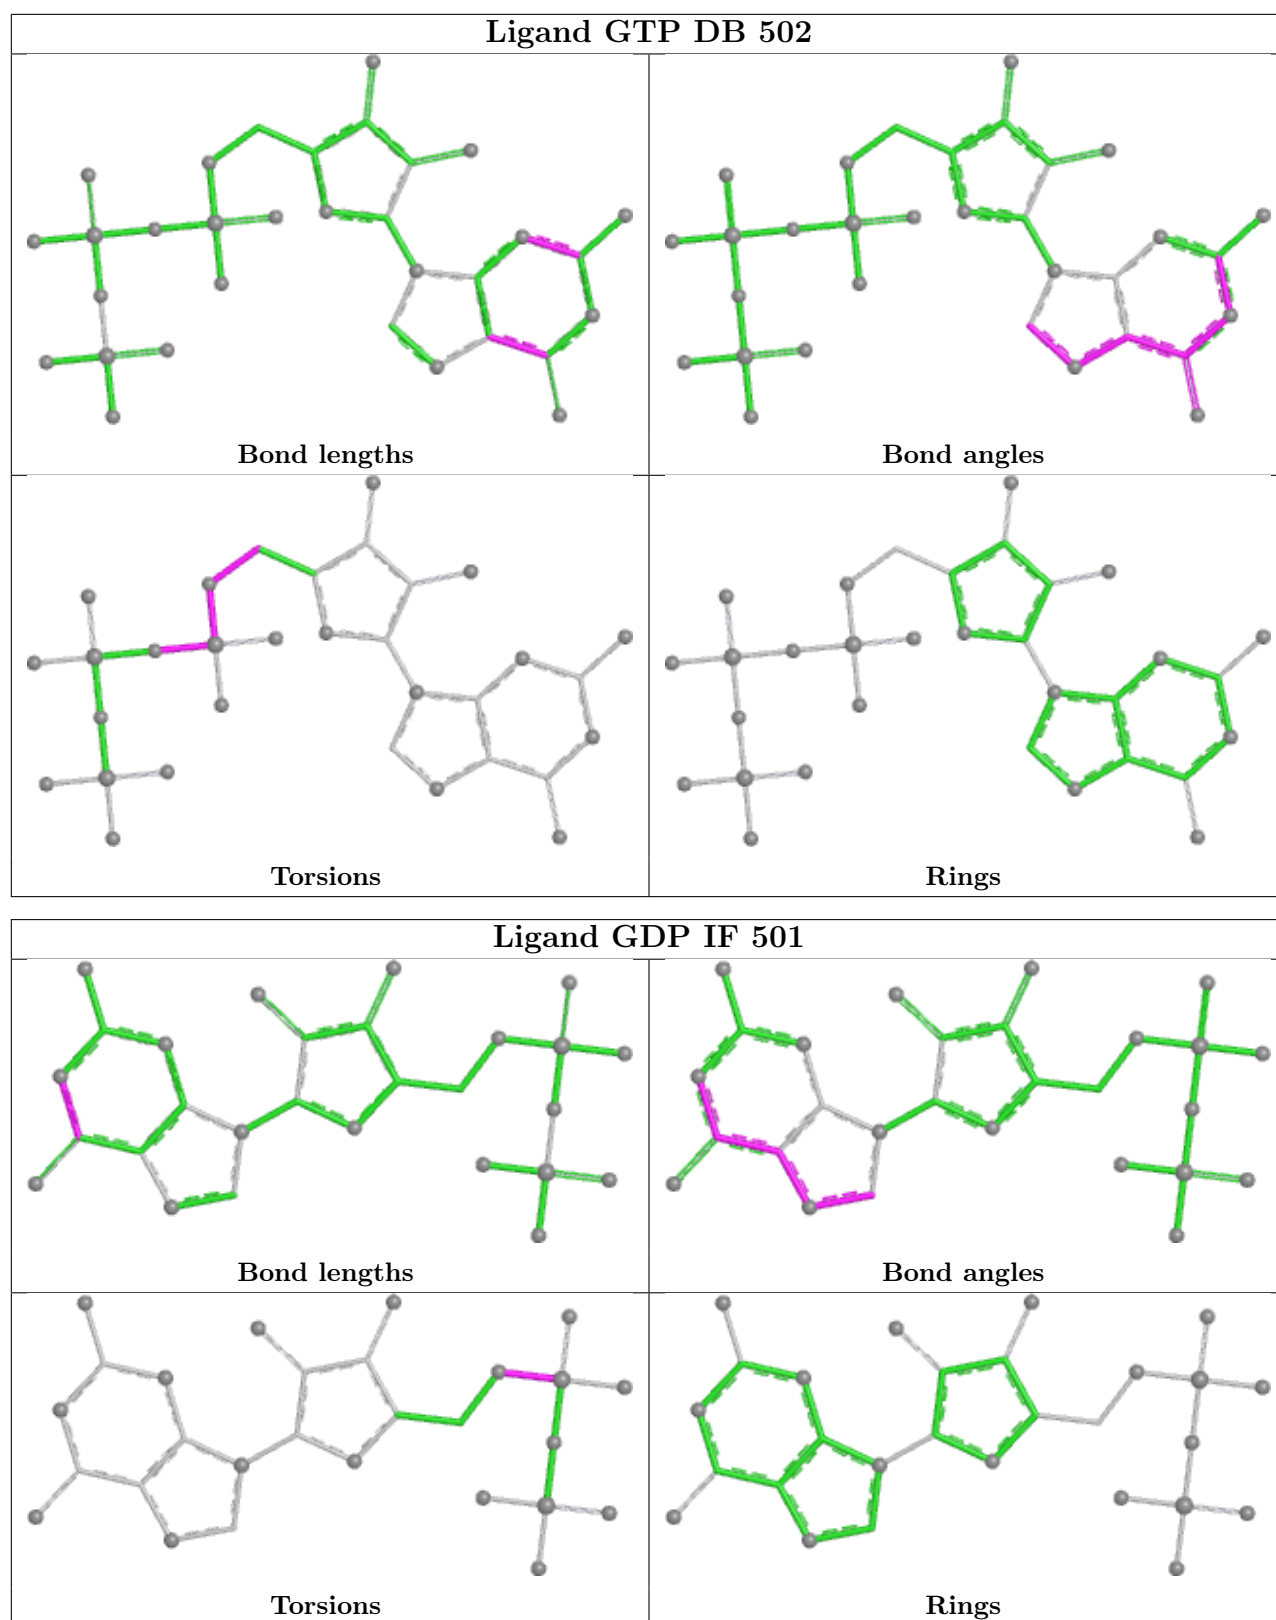 Ligand GTP DB 502
Bond lengths
Bond angles
Torsions
Rings
Ligand GDP IF 501
Bond lengths
Bond angles
Torsions
Rings